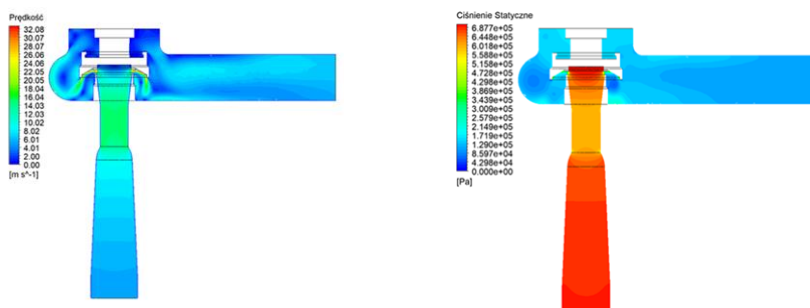 Prędkość
32.08
30.07
28.07
26.06
24.06
22.05
20.05
18.04
16.04
14.03
12.03
10.02
8.02
6.01
4.01
2.00
0.00
[m s^-1]
Ciśnienie Statyczne
6.877e+05
6.448e+05
6.018e+05
5.588e+05
5.158e+05
4.728e+05
4.298e+05
3.869e+05
3.439e+05
3.009e+05
2.579e+05
2.149e+05
1.719e+05
1.290e+05
8.597e+04
4.298e+04
0.000e+00
[Pa]